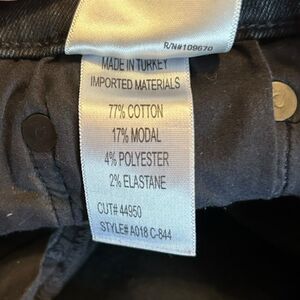 R/N#109670
MADE IN TURKEY
IMPORTED MATERIALS
77% COTTON
17% MODAL
4% POLYESTER
2% ELASTANE
CUT# 44950
STYLE# A018 C-844